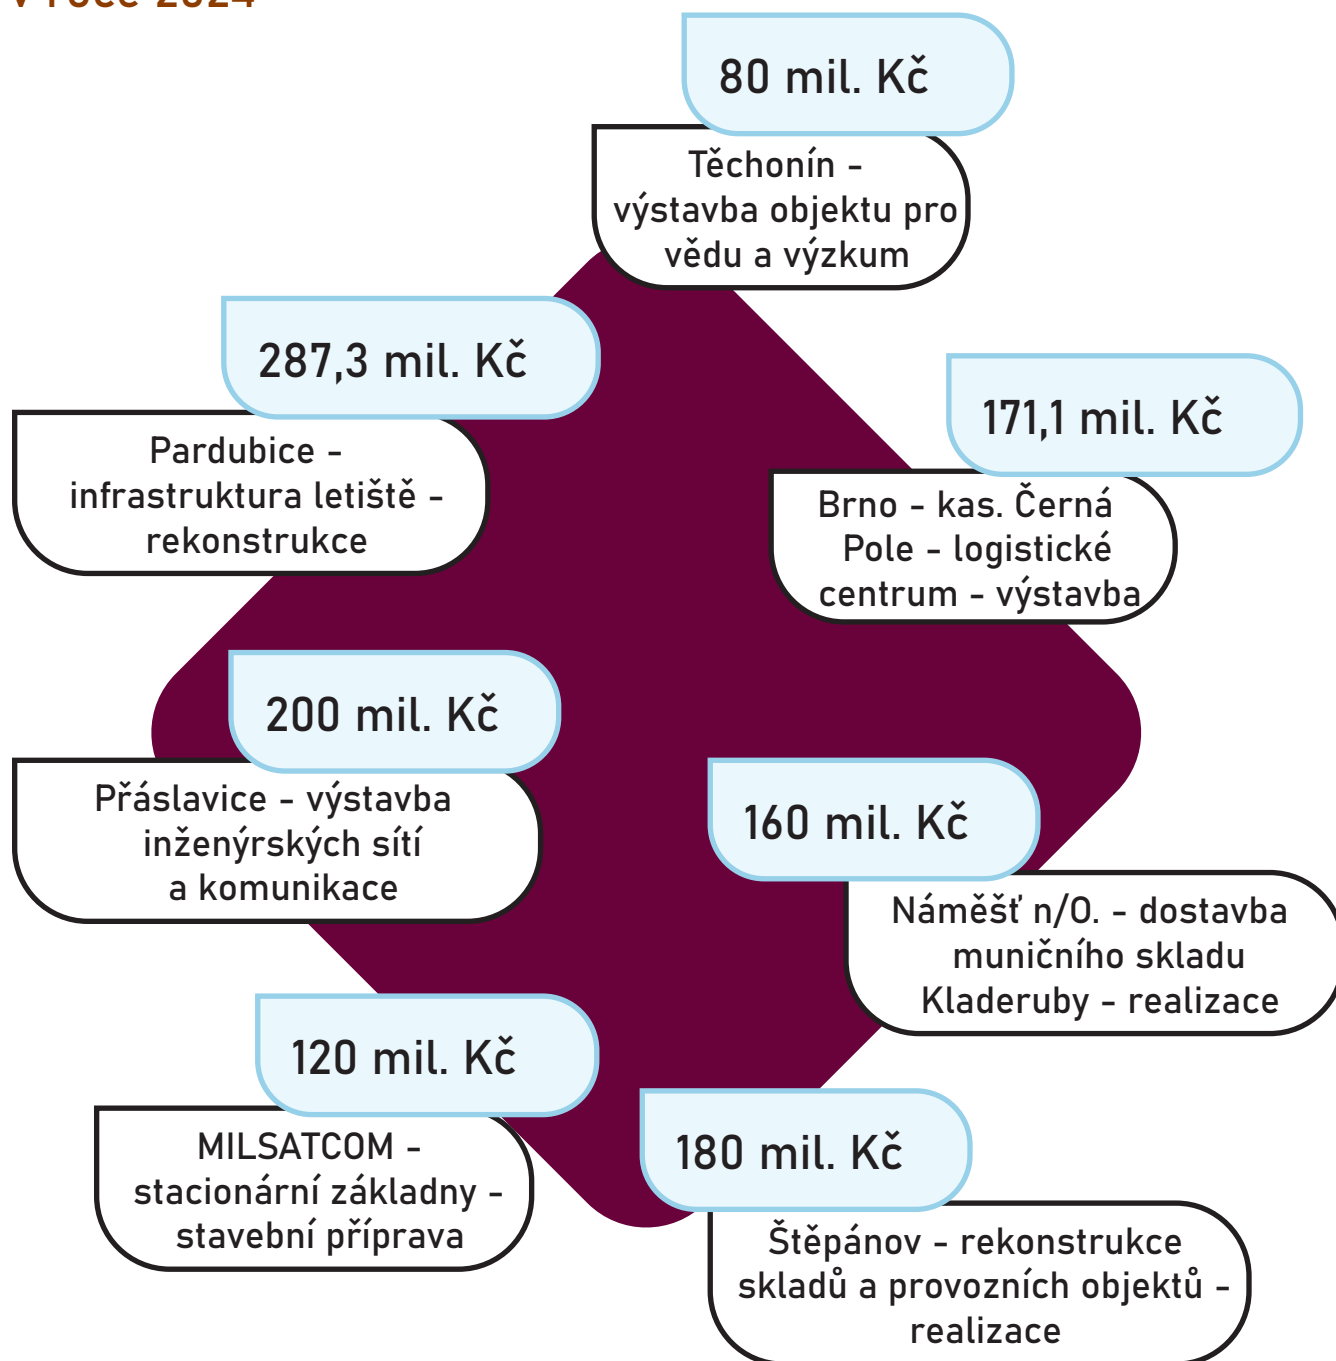 v roce 2024
80 mil. Kč
Těchonín -
výstavba objektu pro
vědu a výzkum
287,3 mil. Kč
Pardubice -
infrastruktura letiště -
rekonstrukce
171,1 mil. Kč
Brno - kas. Černá
Pole - logistické
centrum - výstavba
200 mil. Kč
Přáslavice - výstavba
inženýrských sítí
a komunikace
160 mil. Kč
Náměšť n/O. - dostavba
muničního skladu
Kladeruby - realizace
120 mil. Kč
MILSATCOM -
stacionární základny -
stavební příprava
180 mil. Kč
Štěpánov - rekonstrukce
skladů a provozních objektů -
realizace